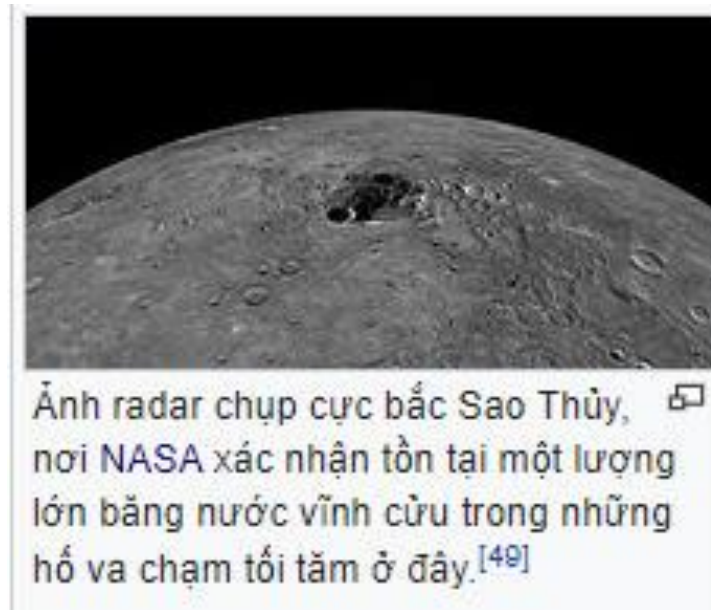 Ảnh radar chụp cực bắc Sao Thủy,
nơi NASA xác nhận tồn tại một lượng
lớn băng nước vĩnh cửu trong những
hố va chạm tối tăm ở đây.[49]